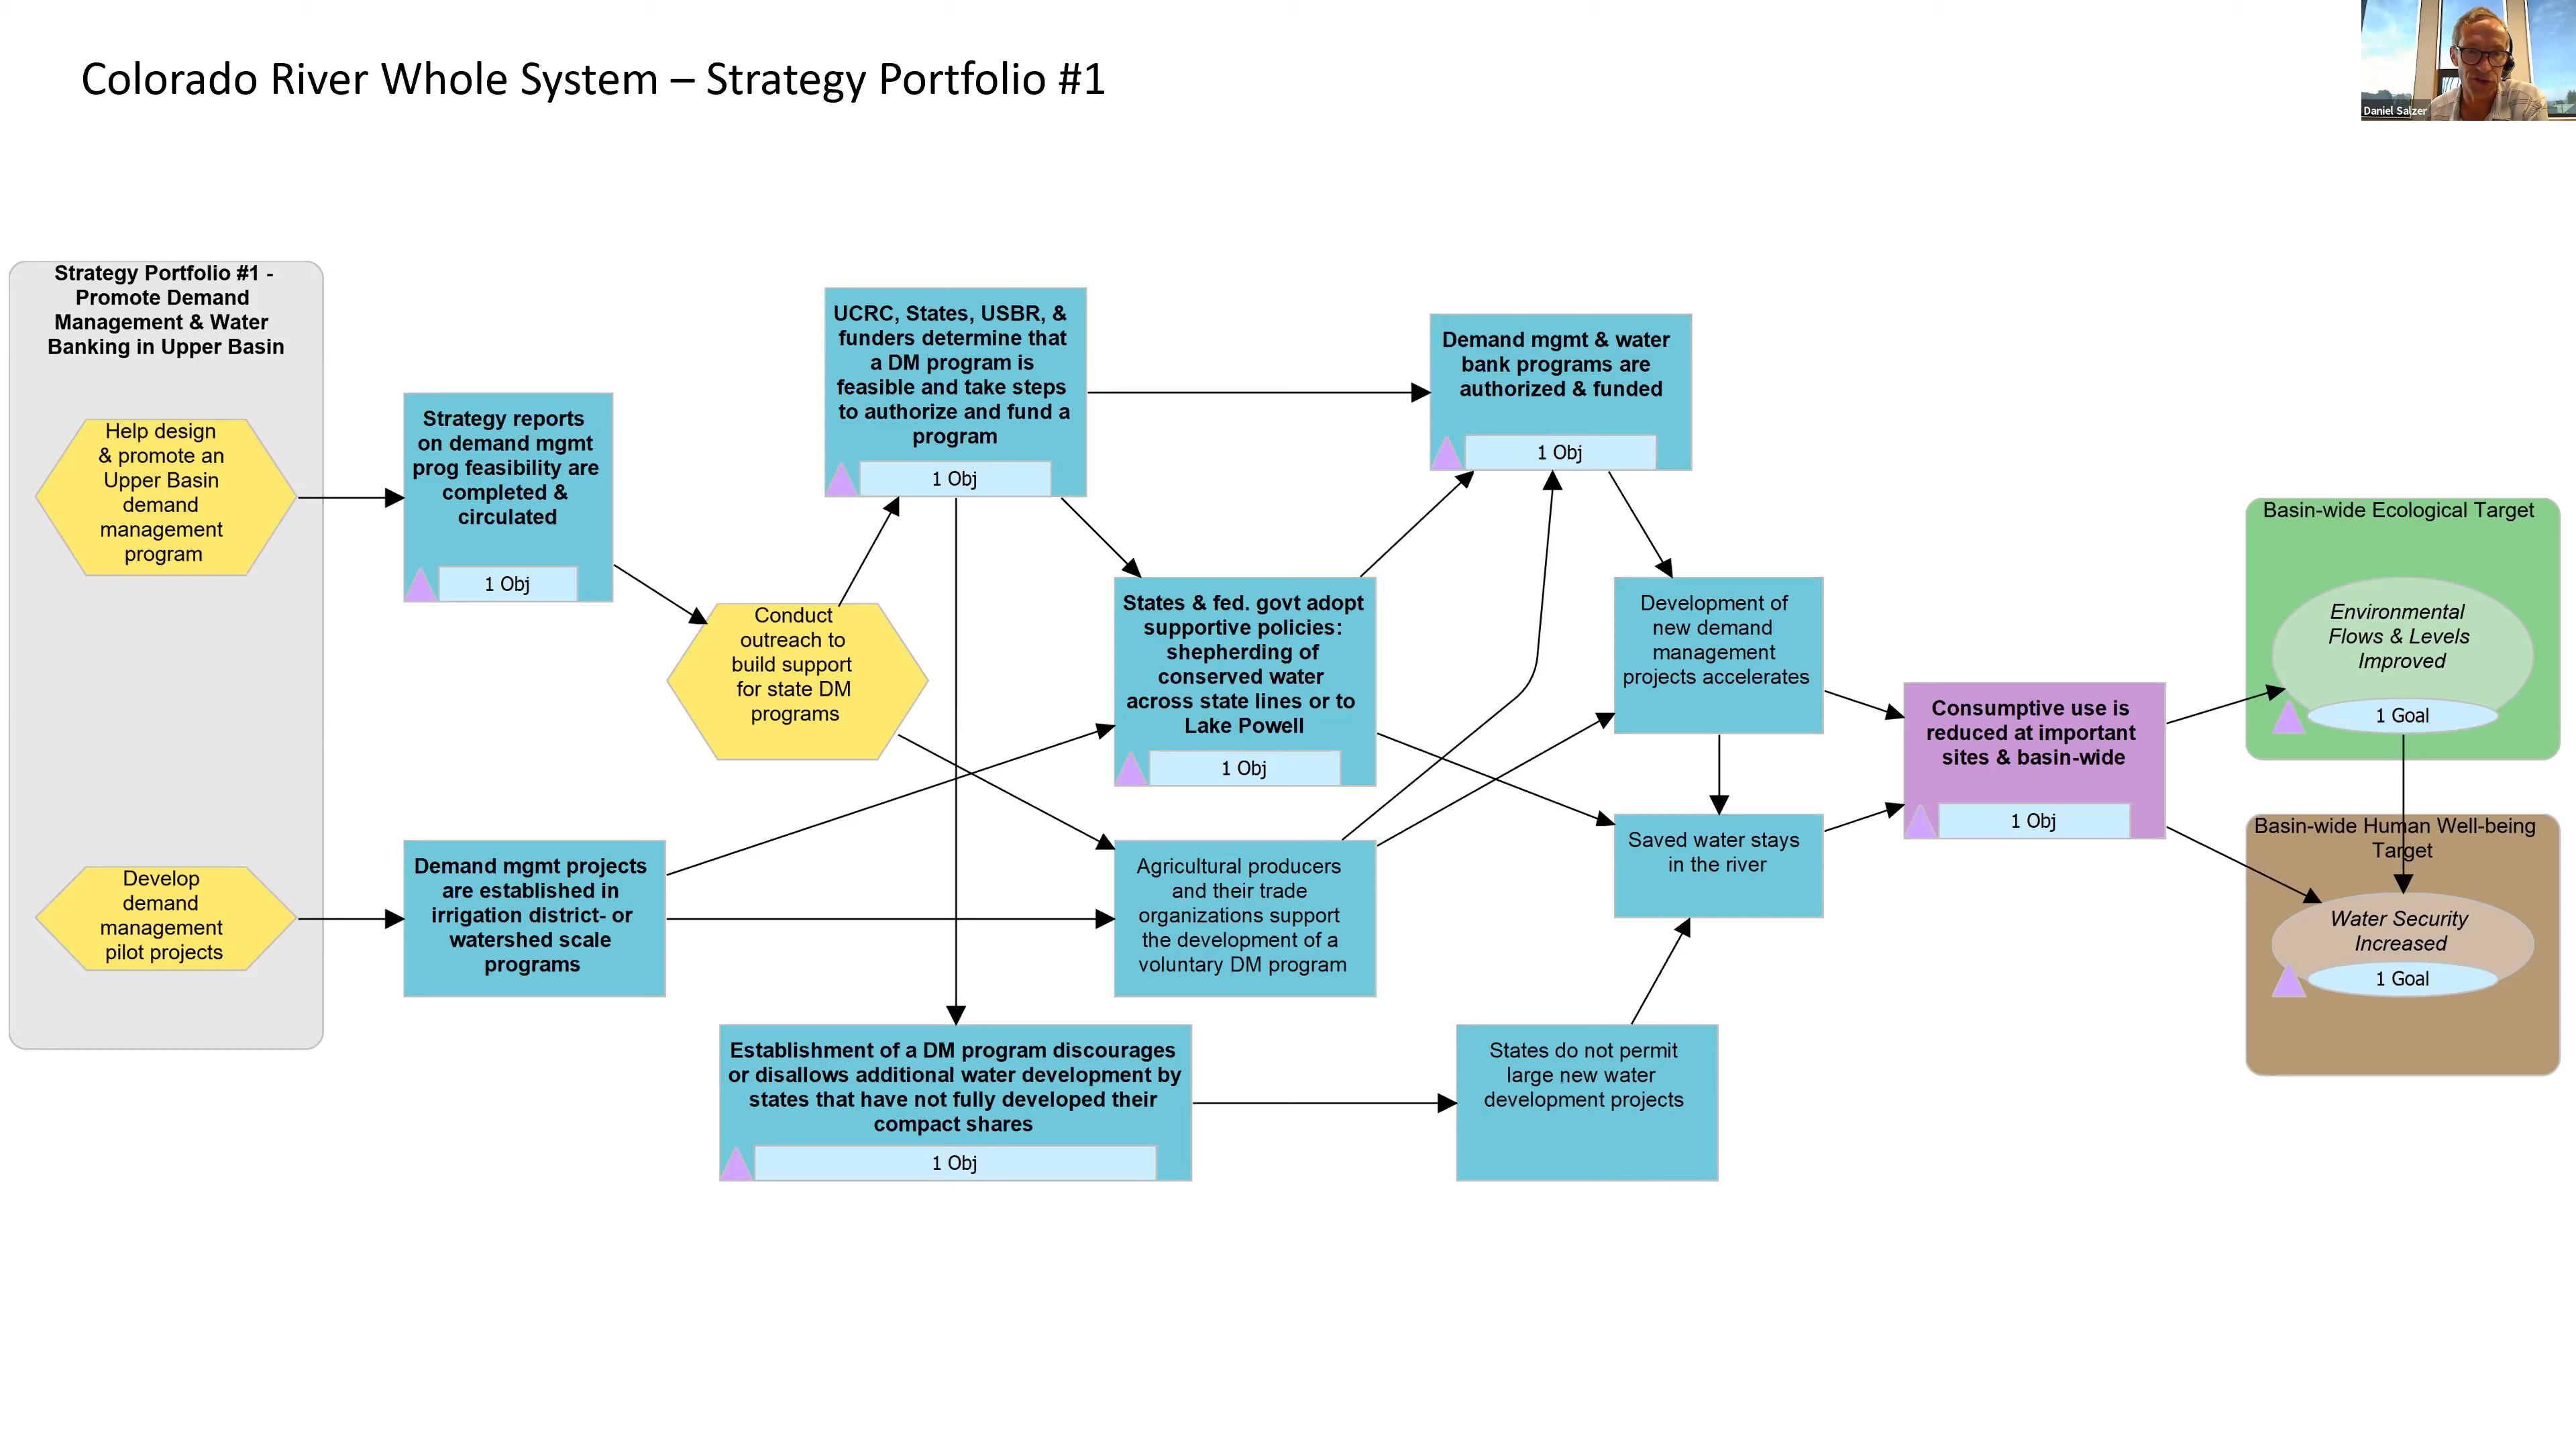 Colorado River Whole System – Strategy Portfolio #1
Daniel Salzer
Strategy Portfolio #1 -
Promote Demand
Management & Water
Banking in Upper Basin
Help design
& promote an
Upper Basin
demand
management
program
Develop
demand
management
pilot projects
Strategy reports
on demand mgmt
prog feasibility are
completed &
circulated
1 Obj
Demand mgmt projects
are established in
irrigation district- or
watershed scale
programs
Conduct
outreach to
build support
for state DM
programs
UCRC, States, USBR, &
funders determine that
a DM program is
feasible and take steps
to authorize and fund a
program
1 Obj
Establishment of a DM program discourages
or disallows additional water development by
states that have not fully developed their
compact shares
1 Obj
States & fed. govt adopt
supportive policies:
shepherding of
conserved water
across state lines or to
Lake Powell
1 Obj
Agricultural producers
and their trade
organizations support
the development of a
voluntary DM program
Demand mgmt & water
bank programs are
authorized & funded
1 Obj
Development of
new demand
management
projects accelerates
Saved water stays
in the river
States do not permit
large new water
development projects
Consumptive use is
reduced at important
sites & basin-wide
1 Obj
Basin-wide Ecological Target
Environmental
Flows & Levels
Improved
1 Goal
Basin-wide Human Well-being
Target
Water Security
Increased
1 Goal